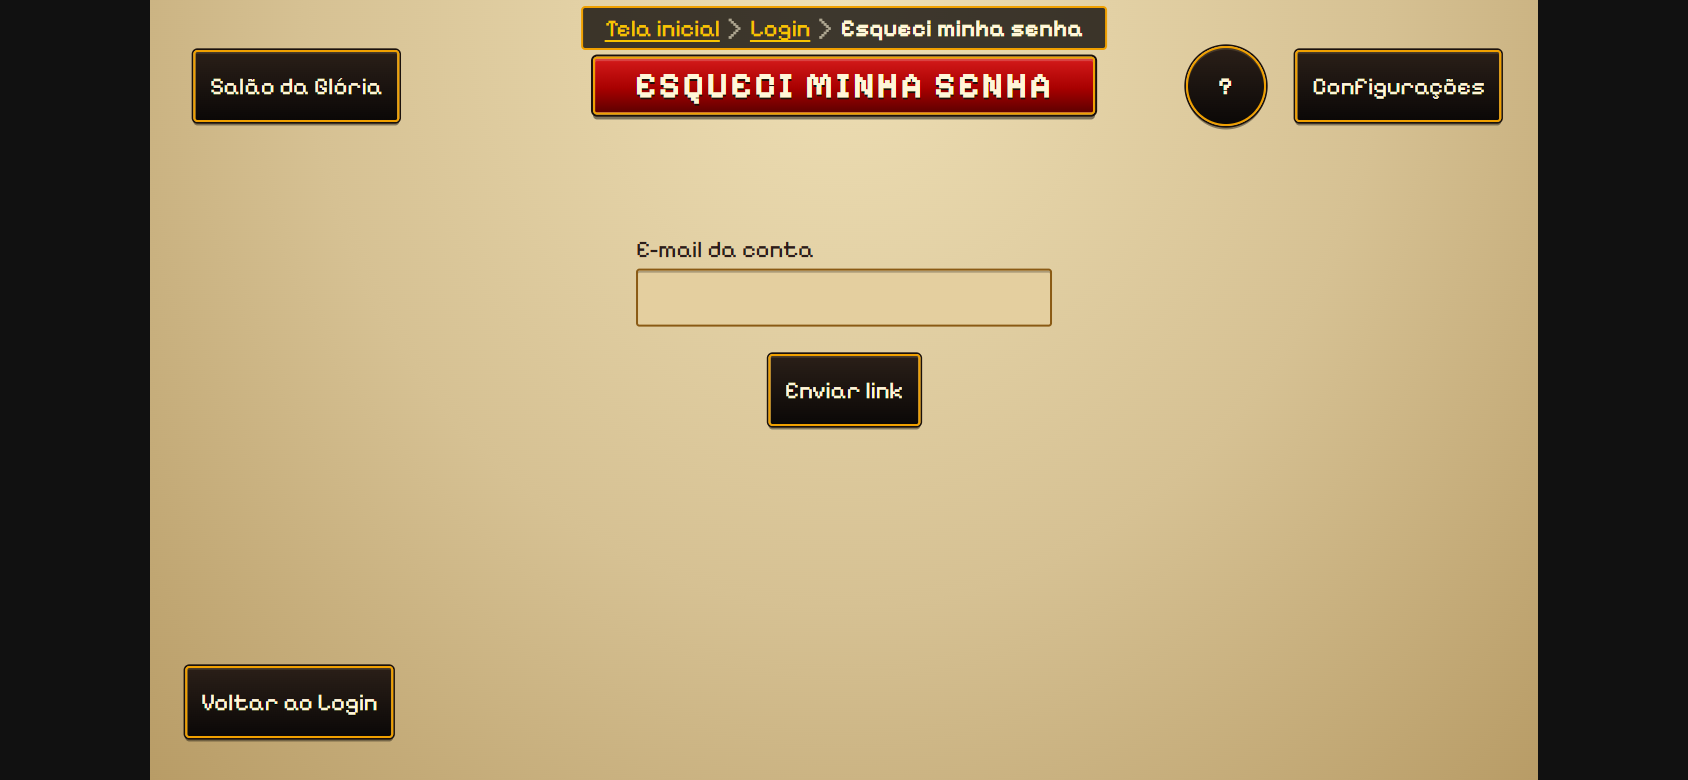 Tela inicial > Login > Esqueci minha senha
Salão da Glória
ESQUECI MINHA SENHA
?
Configurações
E-mail da conta
Enviar link
Voltar ao Login